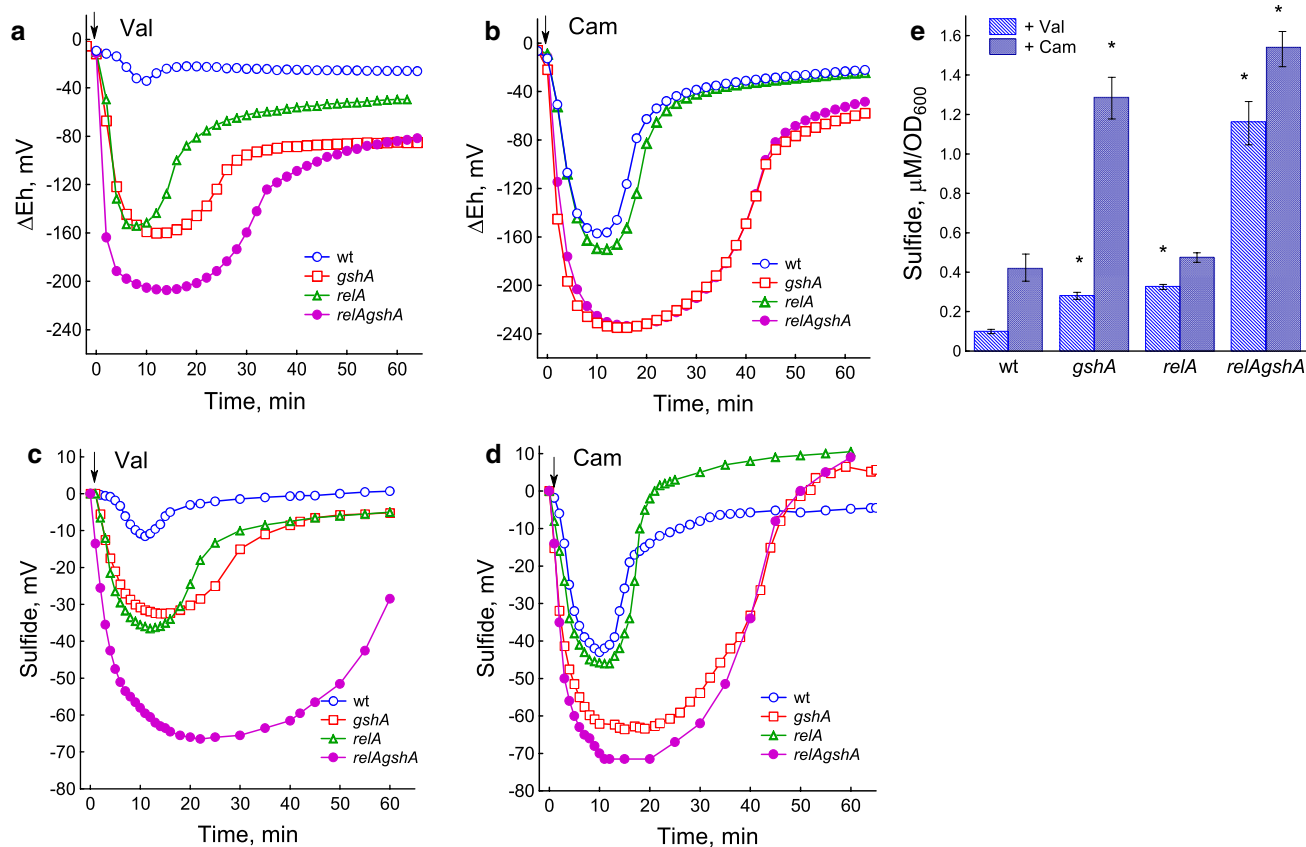 a
Val
0
-40
-80
-120
-160
-200
-240
ΔEh, mV
wt
gshA
relA
relAgshA
0 10 20 30 40 50 60
Time, min
b
Cam
0
-40
-80
-120
-160
-200
-240
ΔEh, mV
wt
gshA
relA
relAgshA
0 10 20 30 40 50 60
Time, min
e
+ Val
+ Cam
1.6
1.4
1.2
1.0
0.8
0.6
0.4
0.2
0
Sulfide, μM/OD600
* * * * *
wt gshA relA relAgshA
c
Val
10
0
-10
-20
-30
-40
-50
-60
-70
-80
Sulfide, mV
wt
gshA
relA
relAgshA
0 10 20 30 40 50 60
Time, min
d
Cam
10
0
-10
-20
-30
-40
-50
-60
-70
-80
Sulfide, mV
wt
gshA
relA
relAgshA
0 10 20 30 40 50 60
Time, min